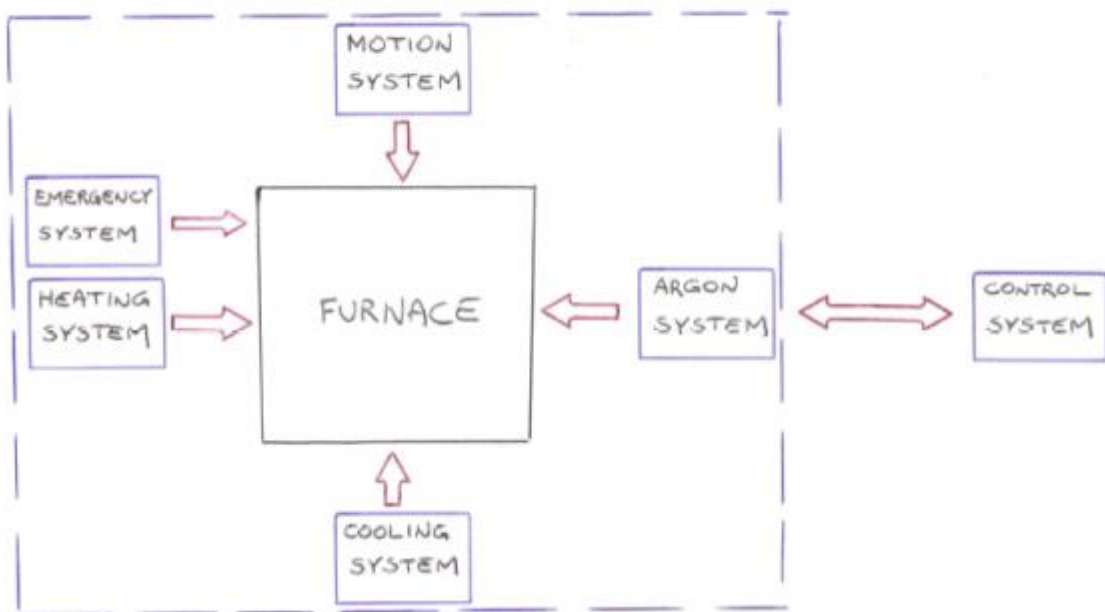 MOTION
SYSTEM
EMERGENCY
SYSTEM
HEATING
SYSTEM
FURNACE
ARGON
SYSTEM
CONTROL
SYSTEM
COOLING
SYSTEM